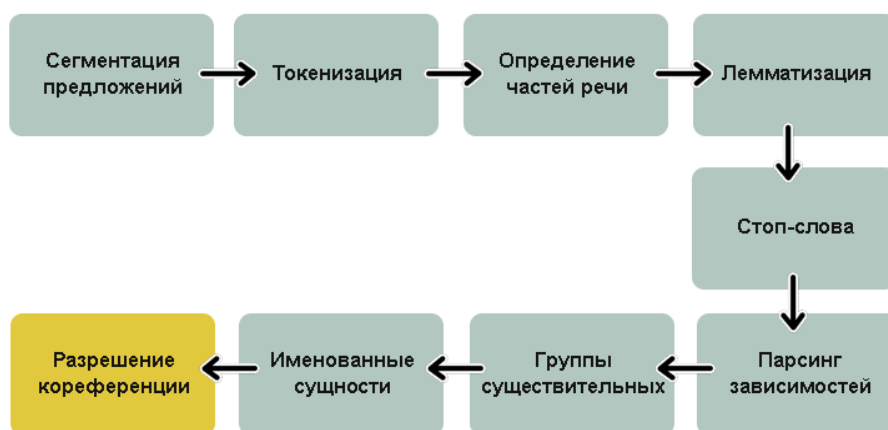 Сегментация
предложений
Токенизация
Определение
частей речи
Лемматизация
Стоп-слова
Парсинг
зависимостей
Группы
существительных
Именованные
сущности
Разрешение
кореференции